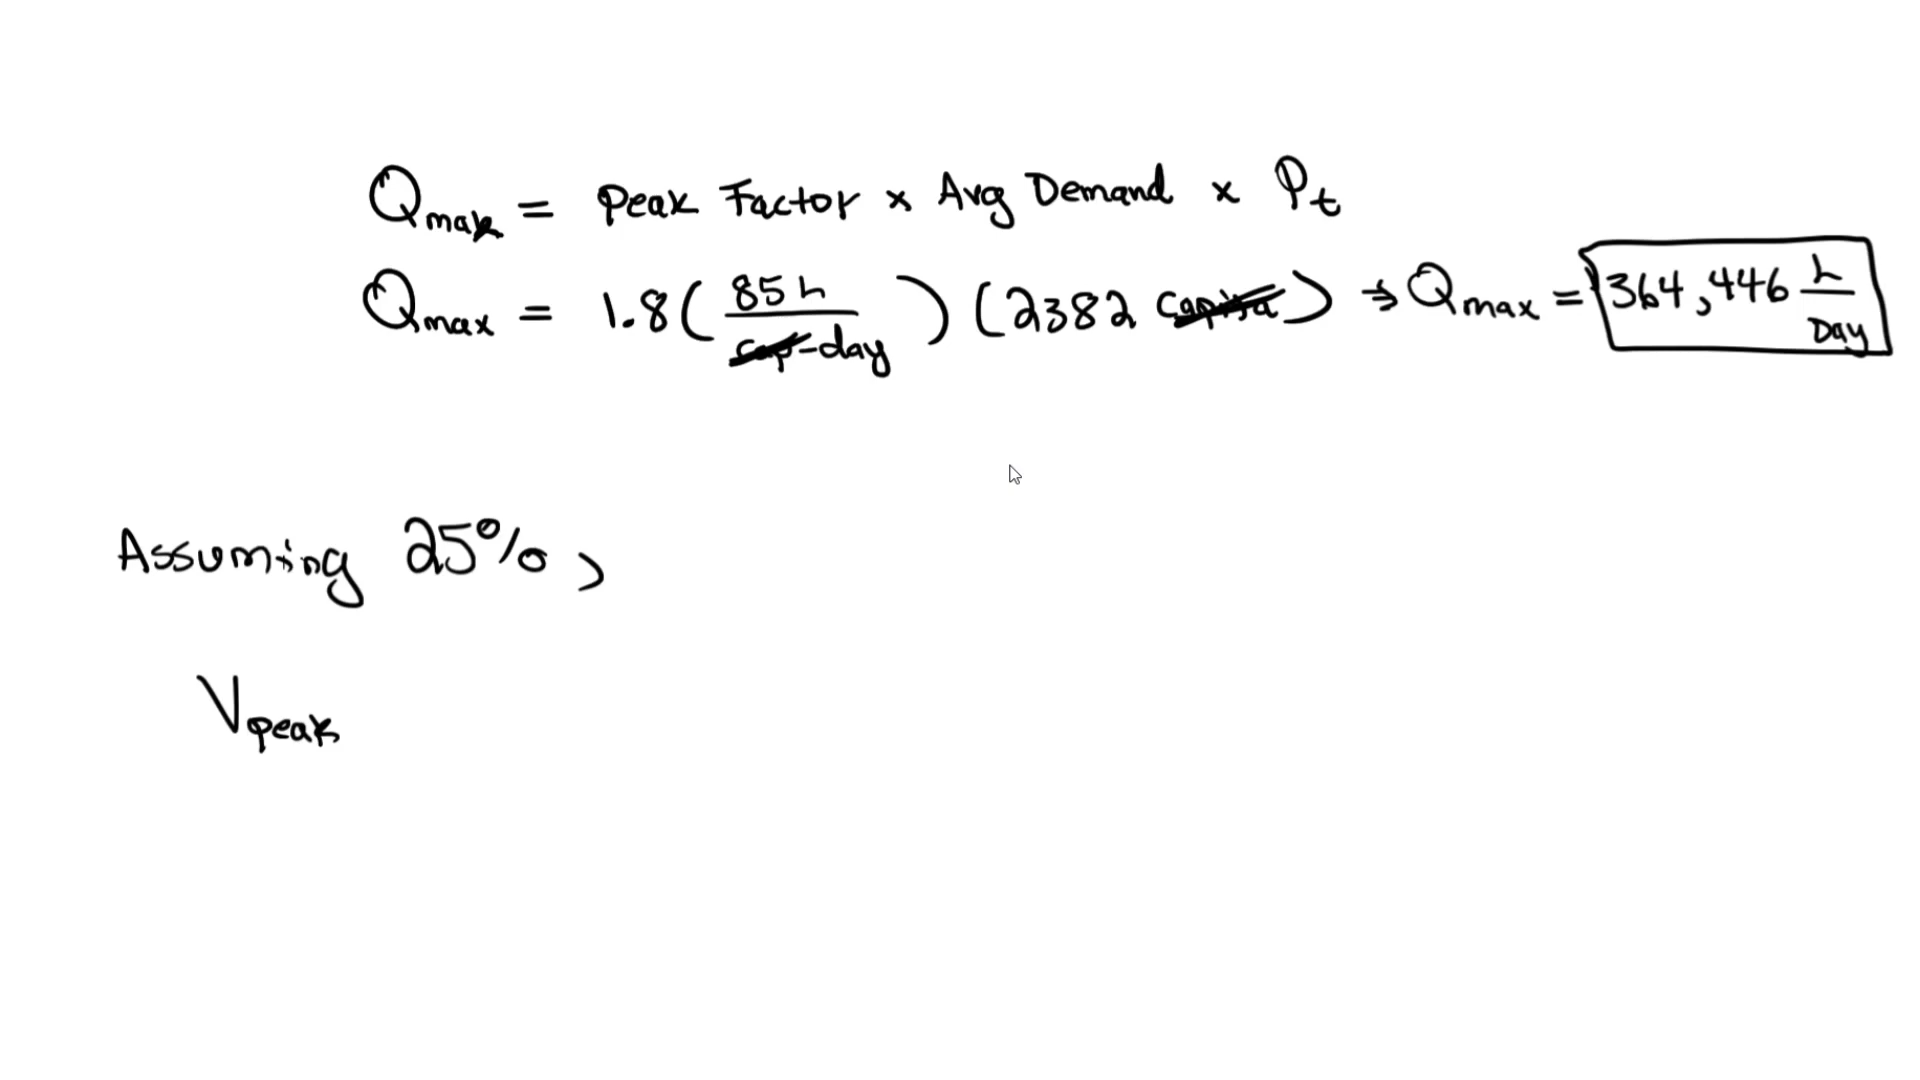 Qmax = Peak Factor x Avg Demand x Pt
Qmax = 1.8 ( 85 L / cap-day ) ( 2382 capita ) ⇒ Qmax = 364,446 L / Day
Assuming 25%,
Vpeak